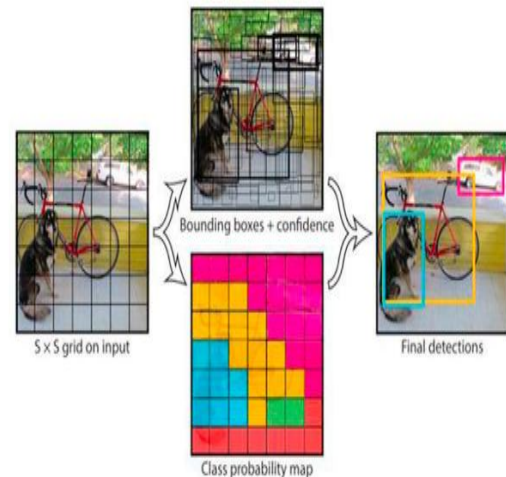 Bounding boxes + confidence
S × S grid on input
Final detections
Class probability map